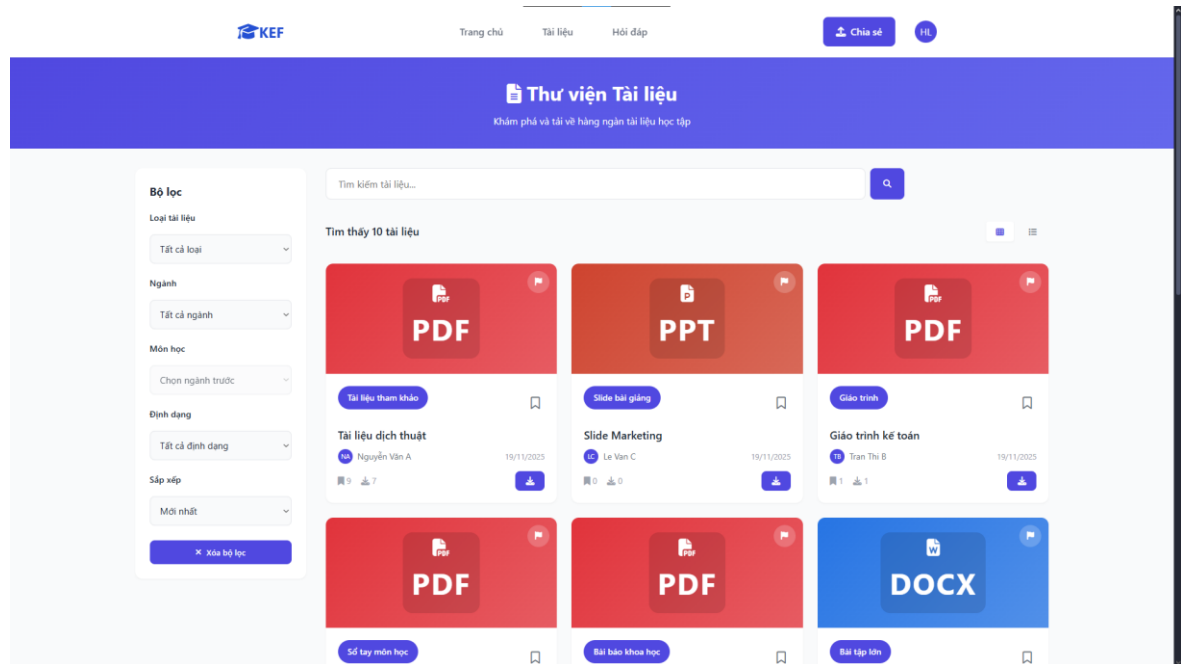 KEF
Trang chủ
Tài liệu
Hỏi đáp
Chia sẻ
HL
Thư viện Tài liệu
Khám phá và tải về hàng ngàn tài liệu học tập
Bộ lọc
Loại tài liệu
Tất cả loại
Ngành
Tất cả ngành
Môn học
Chọn ngành trước
Định dạng
Tất cả định dạng
Sắp xếp
Mới nhất
× Xóa bộ lọc
Tìm kiếm tài liệu...
Tìm thấy 10 tài liệu
PDF
PDF
Tài liệu tham khảo
Tài liệu dịch thuật
NA Nguyễn Văn A 19/11/2025
9 7
P
PPT
Slide bài giảng
Slide Marketing
LC Le Van C 19/11/2025
0 0
PDF
PDF
Giáo trình
Giáo trình kế toán
TB Tran Thi B 19/11/2025
1 1
PDF
PDF
Sổ tay môn học
PDF
PDF
Bài báo khoa học
W
DOCX
Bài tập lớn